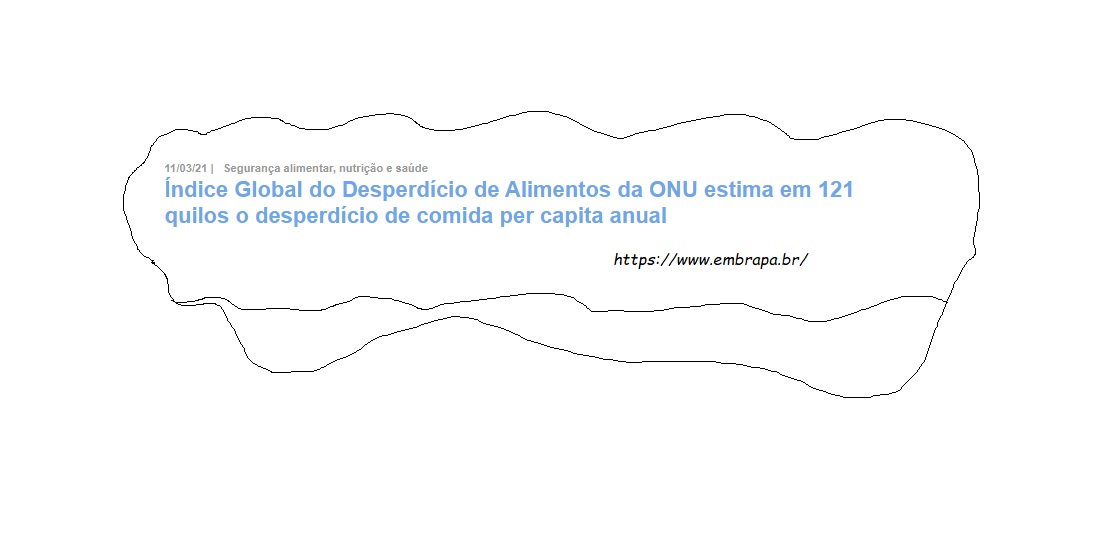 11/03/21 | Segurança alimentar, nutrição e saúde
Índice Global do Desperdício de Alimentos da ONU estima em 121
quilos o desperdício de comida per capita anual
https://www.embrapa.br/